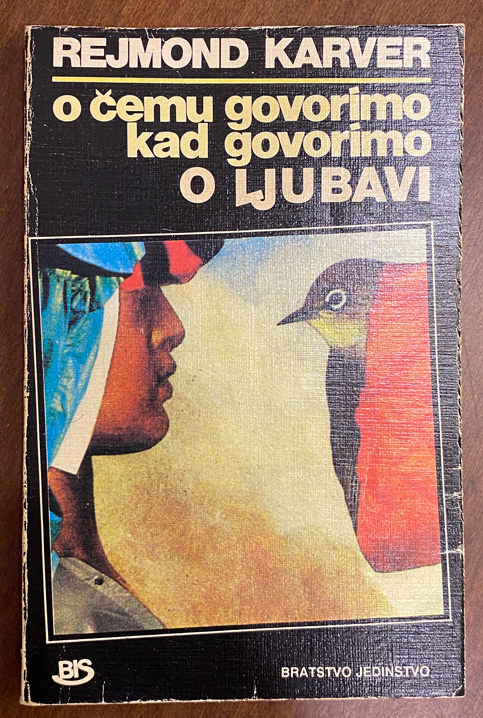 REJMOND KARVER
o čemu govorimo
kad govorimo
O LJUBAVI
BIS
BRATSTVO JEDINSTVO